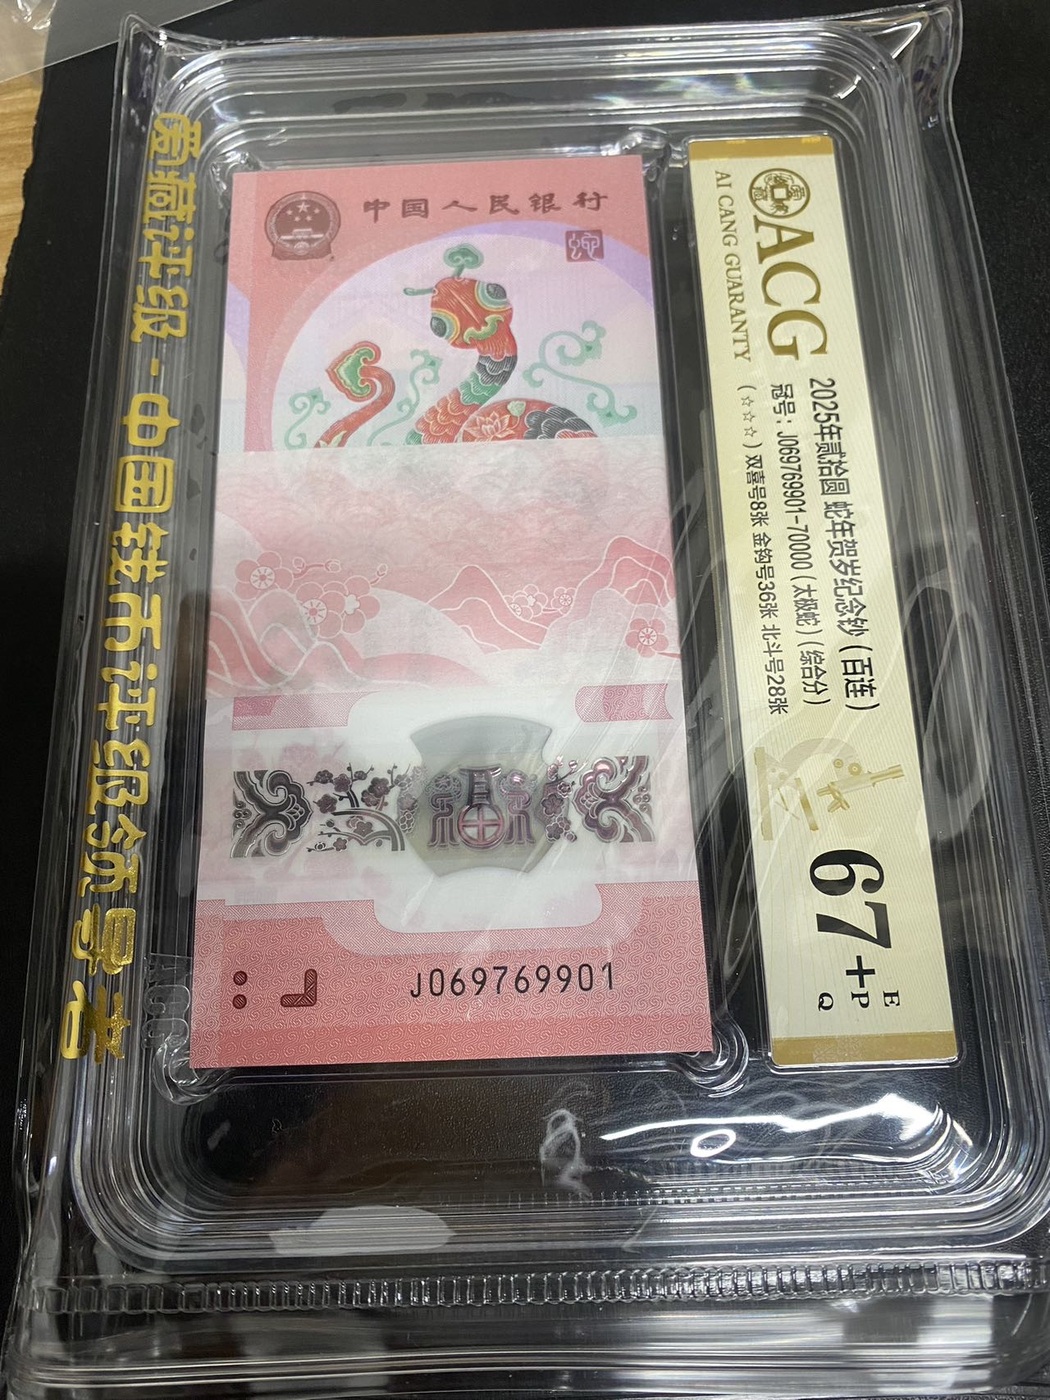 爱藏评级-中国钱币评级领导者
中国人民银行
福
J069769901
ACG
AI CANG GUARANTY
2025年贰拾圆 蛇年贺岁纪念钞（百连）
冠号：J069769901-70000（太极蛇）（综合分）
（☆☆☆）双喜号8张 金钩号36张 北斗号28张
67+
E
P
Q